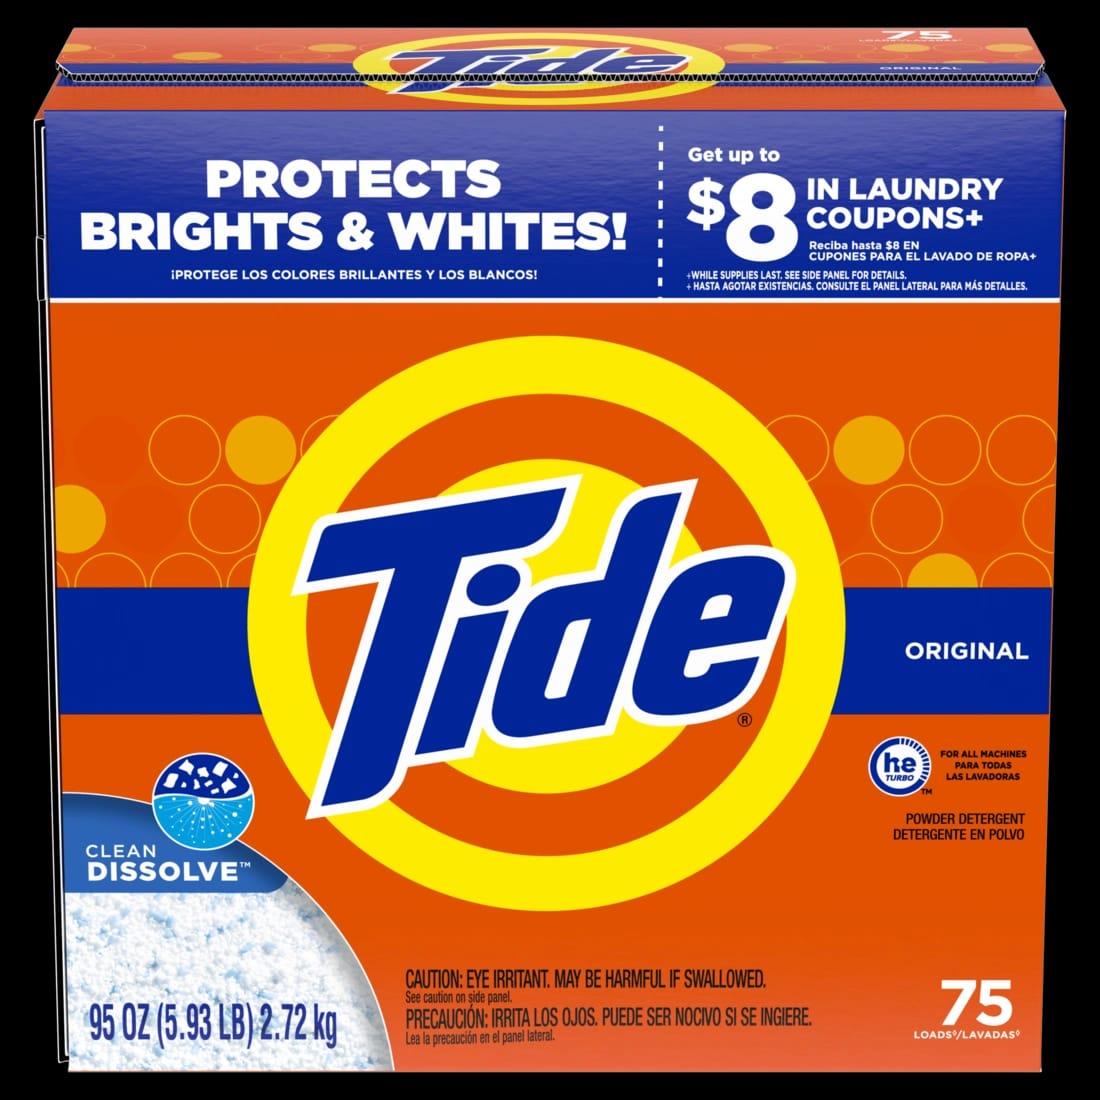 75
LOADS◊/LAVADAS◊
Tide
ORIGINAL
PROTECTS
BRIGHTS & WHITES!
¡PROTEGE LOS COLORES BRILLANTES Y LOS BLANCOS!
Get up to
$8 IN LAUNDRY
COUPONS+
Reciba hasta $8 EN
CUPONES PARA EL LAVADO DE ROPA+
+WHILE SUPPLIES LAST. SEE SIDE PANEL FOR DETAILS.
+ HASTA AGOTAR EXISTENCIAS. CONSULTE EL PANEL LATERAL PARA MÁS DETALLES.
Tide®
ORIGINAL
he
TURBO
TM
FOR ALL MACHINES
PARA TODAS
LAS LAVADORAS
POWDER DETERGENT
DETERGENTE EN POLVO
CLEAN
DISSOLVE™
95 OZ (5.93 LB) 2.72 kg
CAUTION: EYE IRRITANT. MAY BE HARMFUL IF SWALLOWED.
See caution on side panel.
PRECAUCIÓN: IRRITA LOS OJOS. PUEDE SER NOCIVO SI SE INGIERE.
Lea la precaución en el panel lateral.
75
LOADS◊/LAVADAS◊